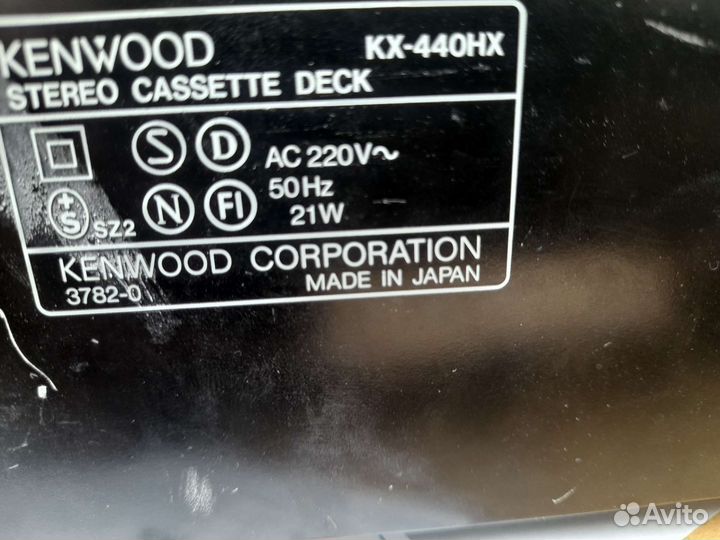 KENWOOD KX-440HX
STEREO CASSETTE DECK
S D AC 220V~
N FI 50Hz
+S SZ2 21W
KENWOOD CORPORATION
3782-0 MADE IN JAPAN
Avito